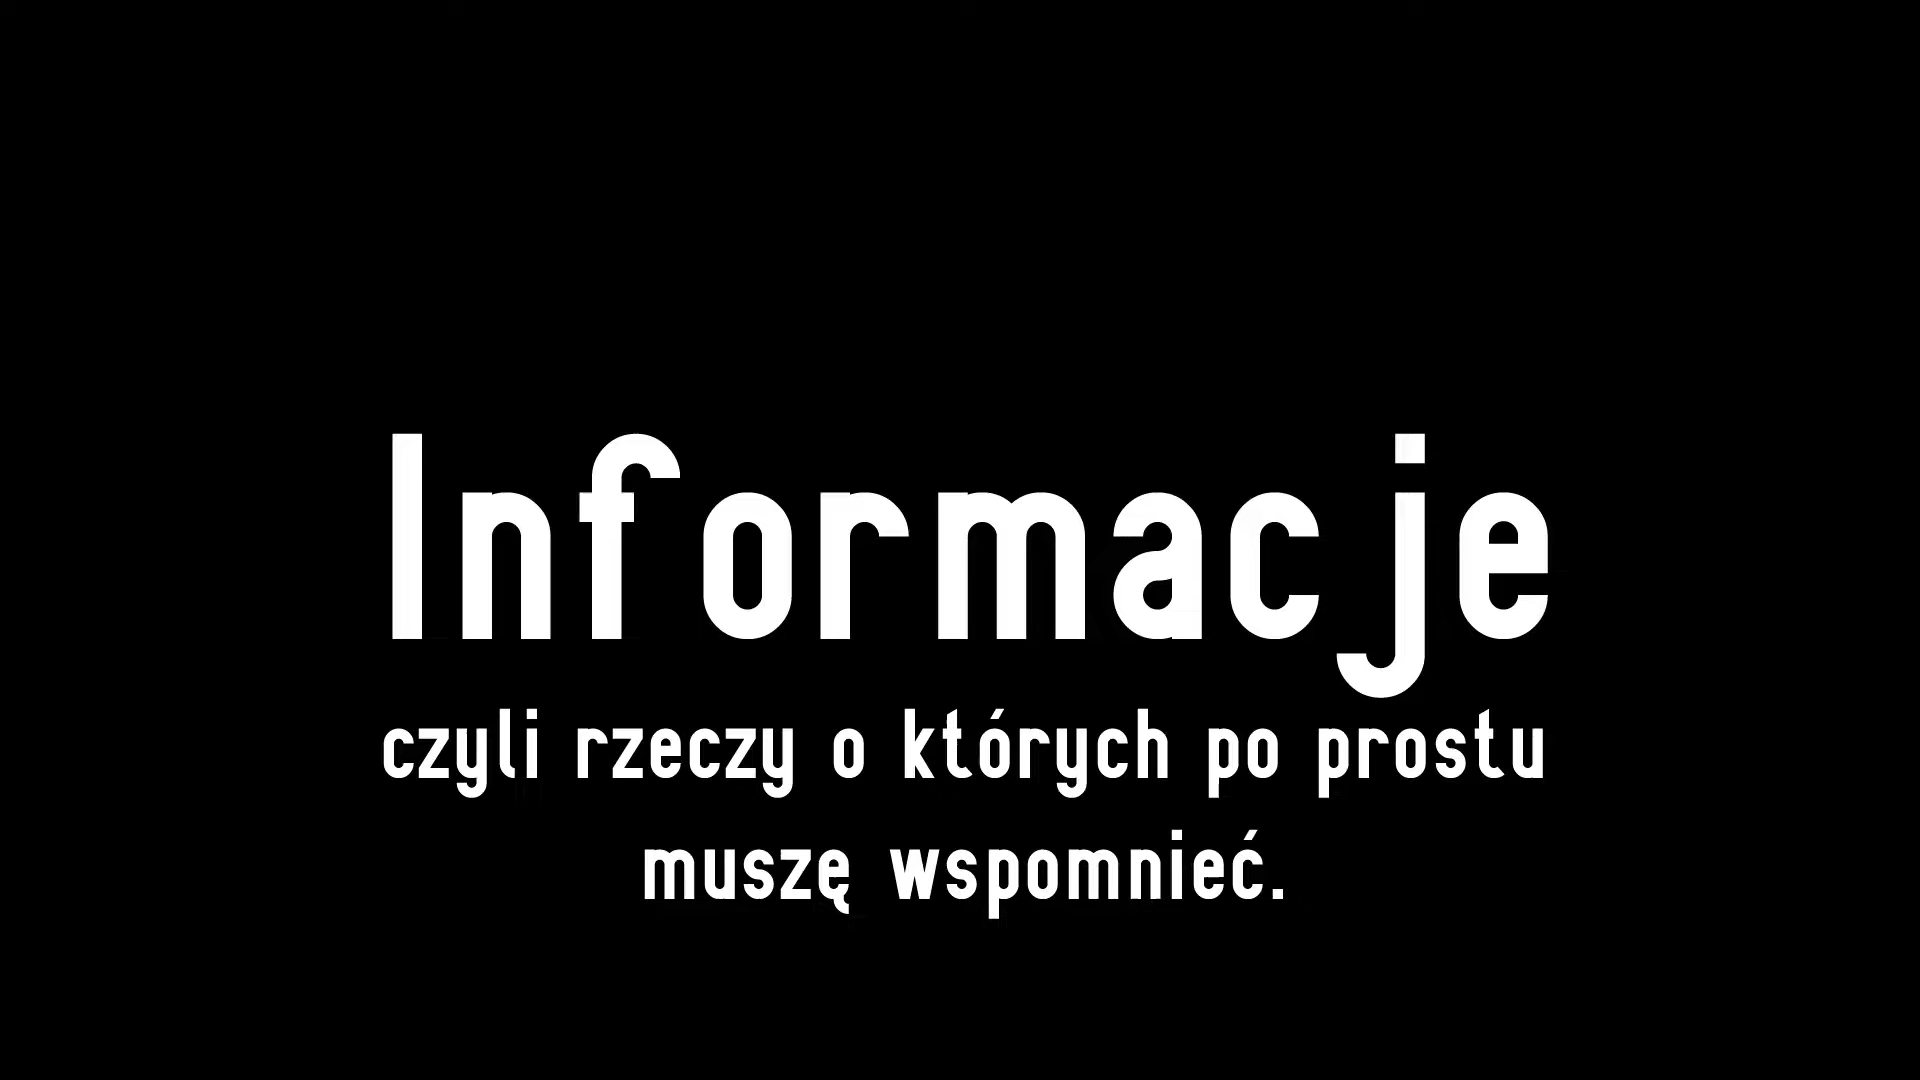 Informacje
czyli rzeczy o których po prostu
muszę wspomnieć.